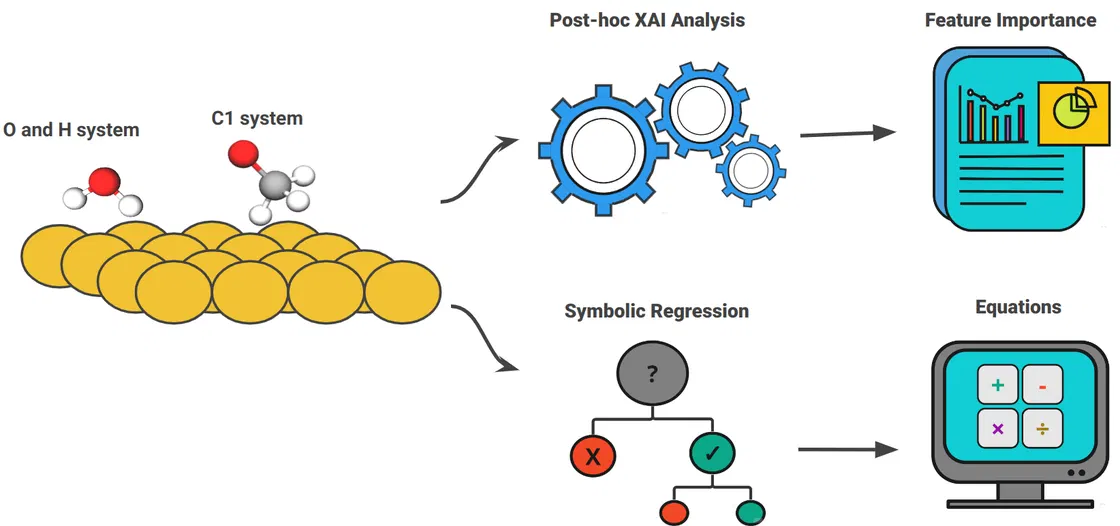 Post-hoc XAI Analysis
Feature Importance
O and H system
C1 system
Symbolic Regression
Equations
?
X
✓
+
-
×
÷